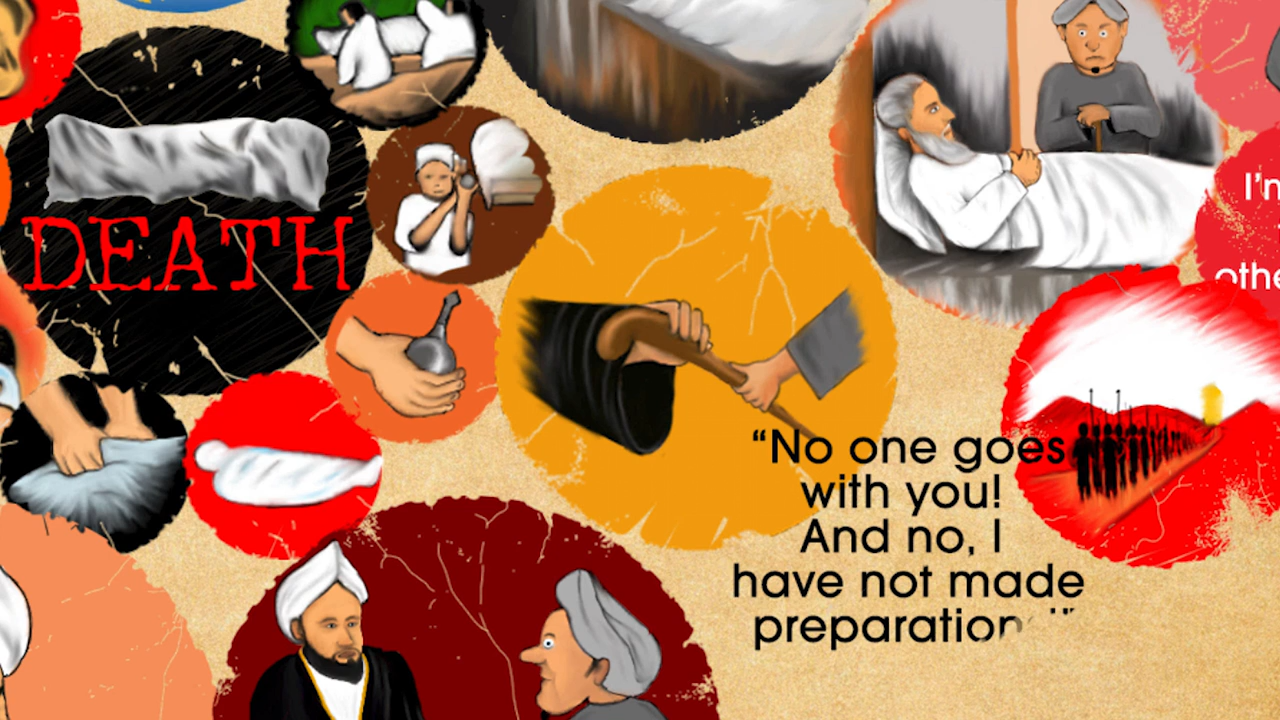 DEATH
“No one goes
with you!
And no, I
have not made
I'm